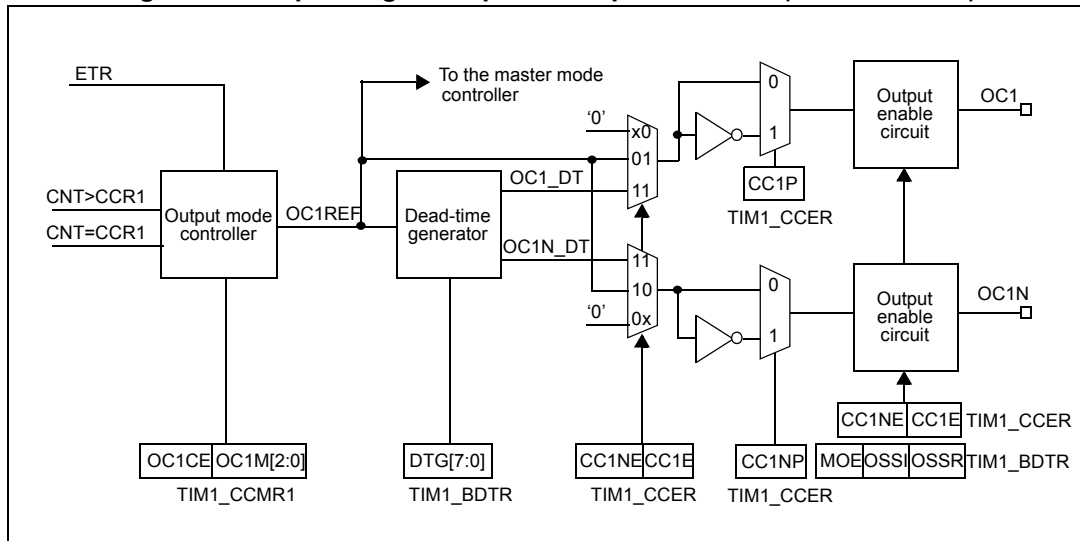 ETR
To the master mode
controller
'0'
x0
01
11
0
1
Output
enable
circuit
OC1
CC1P
TIM1_CCER
CNT>CCR1
CNT=CCR1
Output mode
controller
OC1REF
Dead-time
generator
OC1_DT
OC1N_DT
11
10
0x
'0'
0
1
Output
enable
circuit
OC1N
CC1NE CC1E TIM1_CCER
OC1CE OC1M[2:0]
TIM1_CCMR1
DTG[7:0]
TIM1_BDTR
CC1NE CC1E
TIM1_CCER
CC1NP
TIM1_CCER
MOE OSSI OSSR TIM1_BDTR